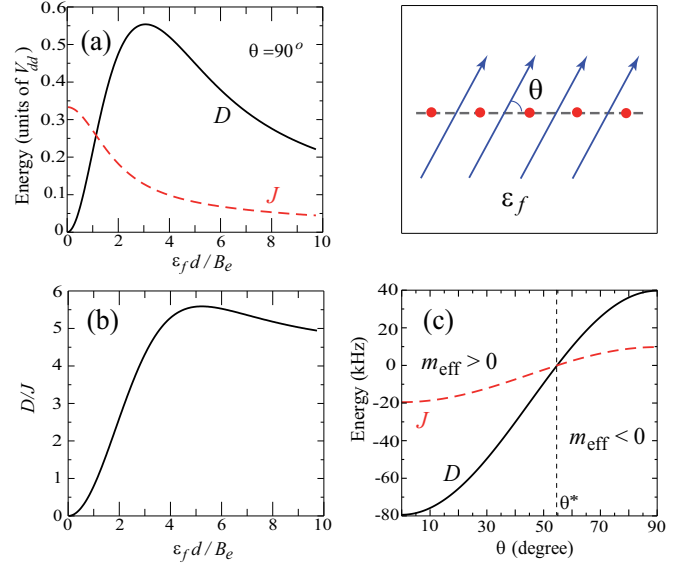 (a)
θ =90°
D
J
Energy (units of V_dd)
0.6
0.5
0.4
0.3
0.2
0.1
0
0 2 4 6 8 10
ε_f d / B_e
θ
ε_f
(b)
D/J
6
5
4
3
2
1
0
0 2 4 6 8 10
ε_f d / B_e
(c)
Energy (kHz)
40
20
0
-20
-40
-60
-80
m_eff > 0
J
m_eff < 0
D
θ*
10 30 50 70 90
θ (degree)